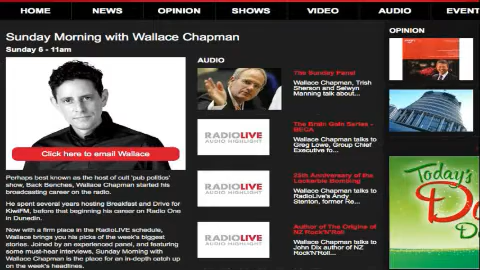 HOME NEWS OPINION SHOWS VIDEO AUDIO EVENT
Sunday Morning with Wallace Chapman
Sunday 6 - 11am
Click here to email Wallace
Perhaps best known as the host of cult 'pub politics'
show, Back Benches, Wallace Chapman started his
broadcasting career on the radio.
He spent several years hosting Breakfast and Drive for
KiwiFM, before that beginning his career on Radio One
in Dunedin.
Now with a firm place in the RadioLIVE schedule,
Wallace brings you his picks of the week's biggest
stories. Joined by an experienced panel, and featuring
some must-hear interviews, Sunday Morning with
Wallace Chapman is the place for an in-depth catch up
on the week's headlines.
AUDIO
The Sunday Panel
Wallace Chapman, Trish
Sherson and Selwyn
Manning talk about...
RADIOLIVE
AUDIO HIGHLIGHT
The Brain Gain Series -
BECA
Wallace Chapman talks to
Greg Lowe, Group Chief
Executive fo...
RADIOLIVE
AUDIO HIGHLIGHT
25th Anniversary of the
Lockerbie Bombing
Wallace Chapman talks to
RadioLive's Andy
Stenton, former Re...
RADIOLIVE
AUDIO HIGHLIGHT
Author of The Origins of
NZ Rock'N'Roll
Wallace Chapman talks to
John Dix author of NZ
Rock'N'Roll
OPINION
Today's